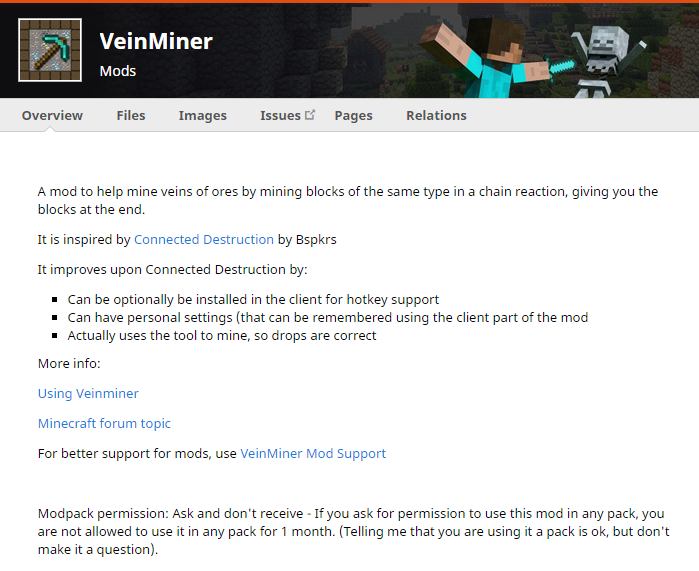 VeinMiner
Mods
Overview Files Images Issues Pages Relations
A mod to help mine veins of ores by mining blocks of the same type in a chain reaction, giving you the
blocks at the end.
It is inspired by Connected Destruction by Bspkrs
It improves upon Connected Destruction by:
Can be optionally be installed in the client for hotkey support
Can have personal settings (that can be remembered using the client part of the mod
Actually uses the tool to mine, so drops are correct
More info:
Using Veinminer
Minecraft forum topic
For better support for mods, use VeinMiner Mod Support
Modpack permission: Ask and don't receive - If you ask for permission to use this mod in any pack, you
are not allowed to use it in any pack for 1 month. (Telling me that you are using it a pack is ok, but don't
make it a question).